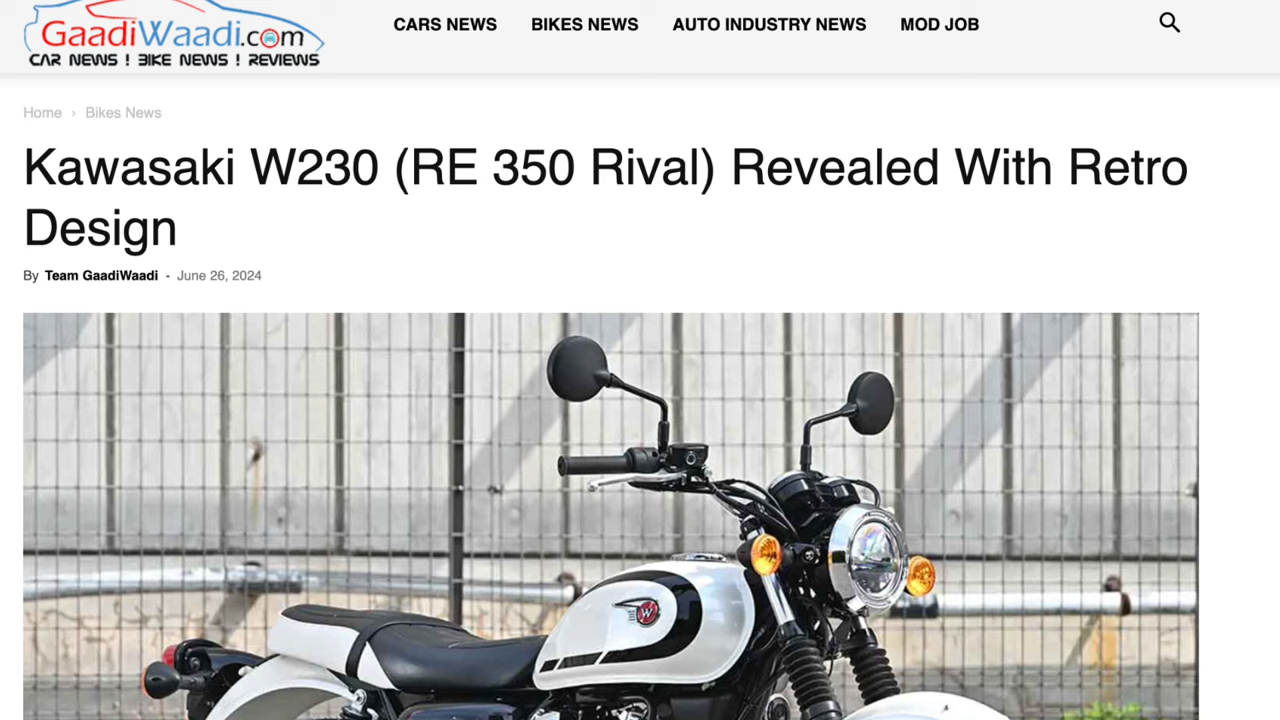 GaadiWaadi.com
CAR NEWS ! BIKE NEWS ! REVIEWS
CARS NEWS BIKES NEWS AUTO INDUSTRY NEWS MOD JOB
Home › Bikes News
Kawasaki W230 (RE 350 Rival) Revealed With Retro
Design
By Team GaadiWaadi - June 26, 2024
W